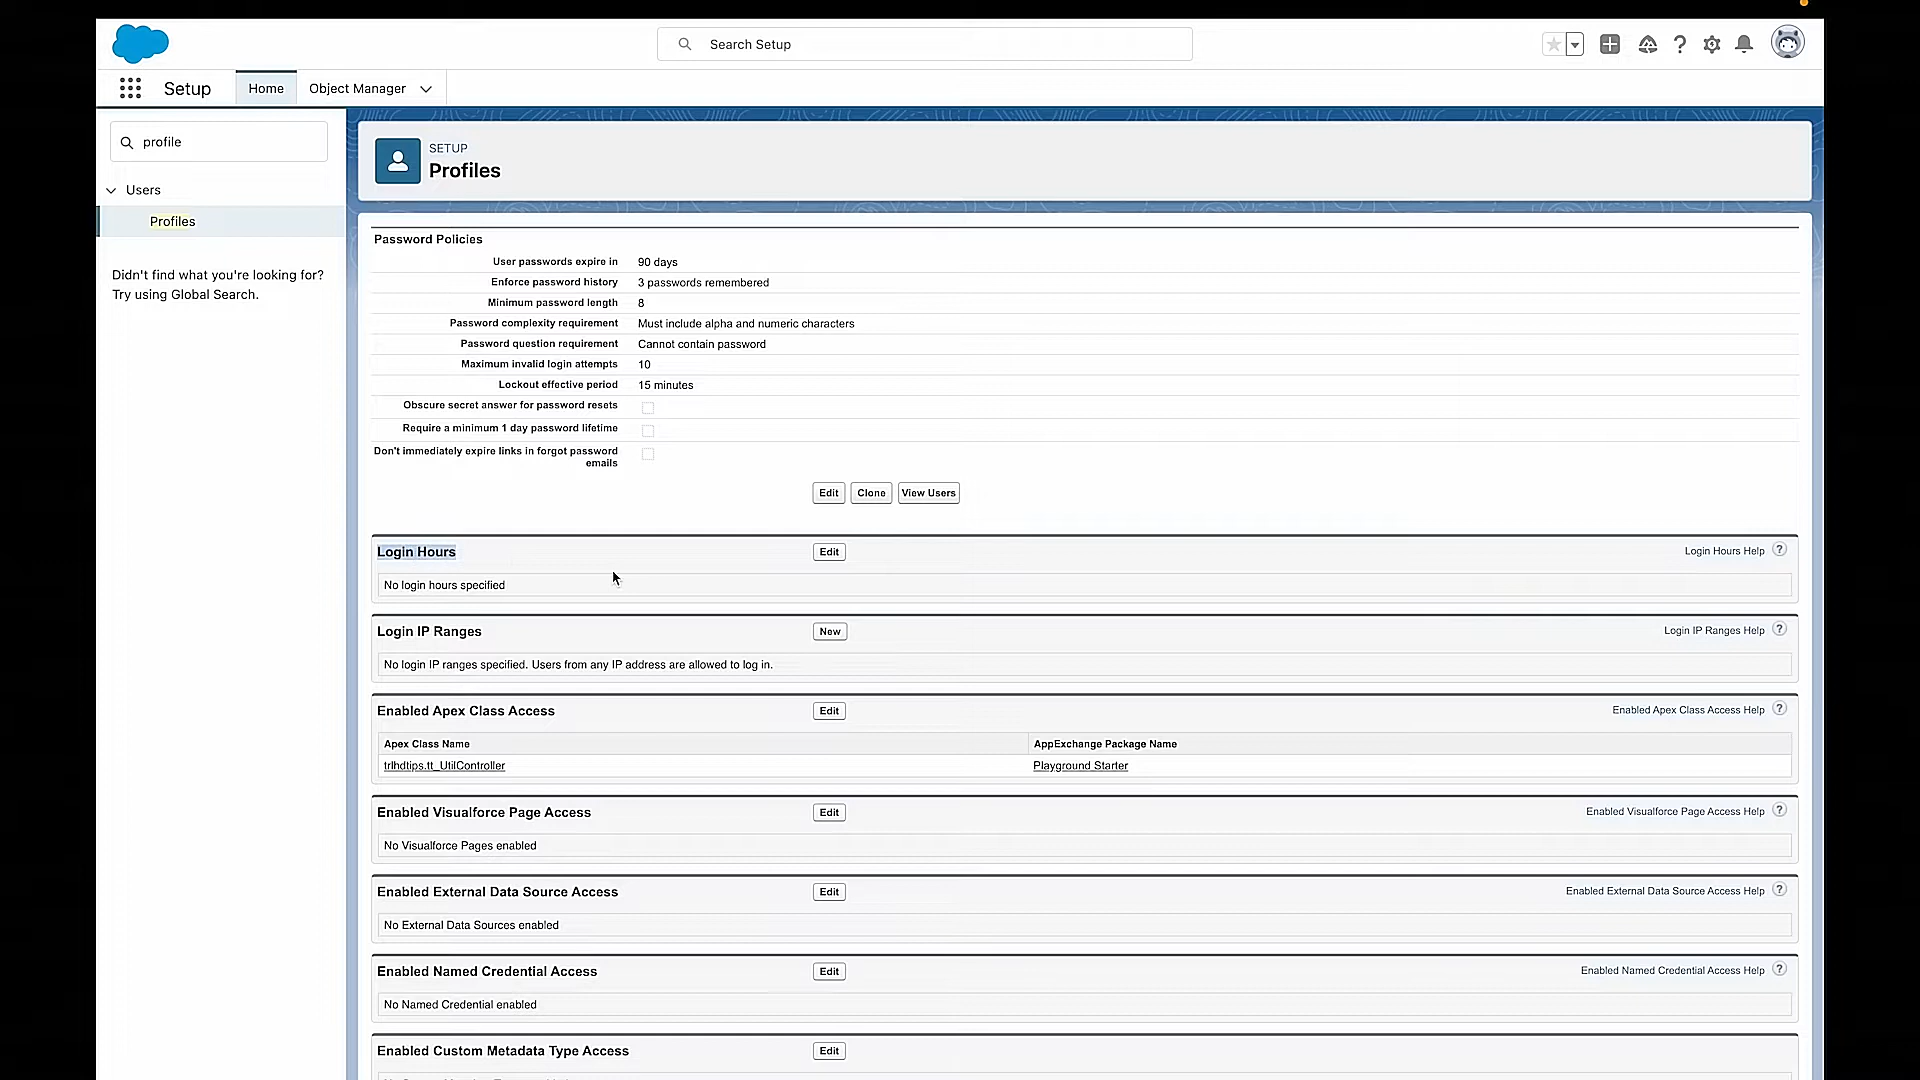 Search Setup
Setup
Home
Object Manager
profile
Users
Profiles
Didn't find what you're looking for?
Try using Global Search.
SETUP
Profiles
Password Policies
User passwords expire in 90 days
Enforce password history 3 passwords remembered
Minimum password length 8
Password complexity requirement Must include alpha and numeric characters
Password question requirement Cannot contain password
Maximum invalid login attempts 10
Lockout effective period 15 minutes
Obscure secret answer for password resets
Require a minimum 1 day password lifetime
Don't immediately expire links in forgot password
emails
Edit Clone View Users
Login Hours Edit Login Hours Help ?
No login hours specified
Login IP Ranges New Login IP Ranges Help ?
No login IP ranges specified. Users from any IP address are allowed to log in.
Enabled Apex Class Access Edit Enabled Apex Class Access Help ?
Apex Class Name AppExchange Package Name
trlhdtips.tt_UtilController Playground Starter
Enabled Visualforce Page Access Edit Enabled Visualforce Page Access Help ?
No Visualforce Pages enabled
Enabled External Data Source Access Edit Enabled External Data Source Access Help ?
No External Data Sources enabled
Enabled Named Credential Access Edit Enabled Named Credential Access Help ?
No Named Credential enabled
Enabled Custom Metadata Type Access Edit